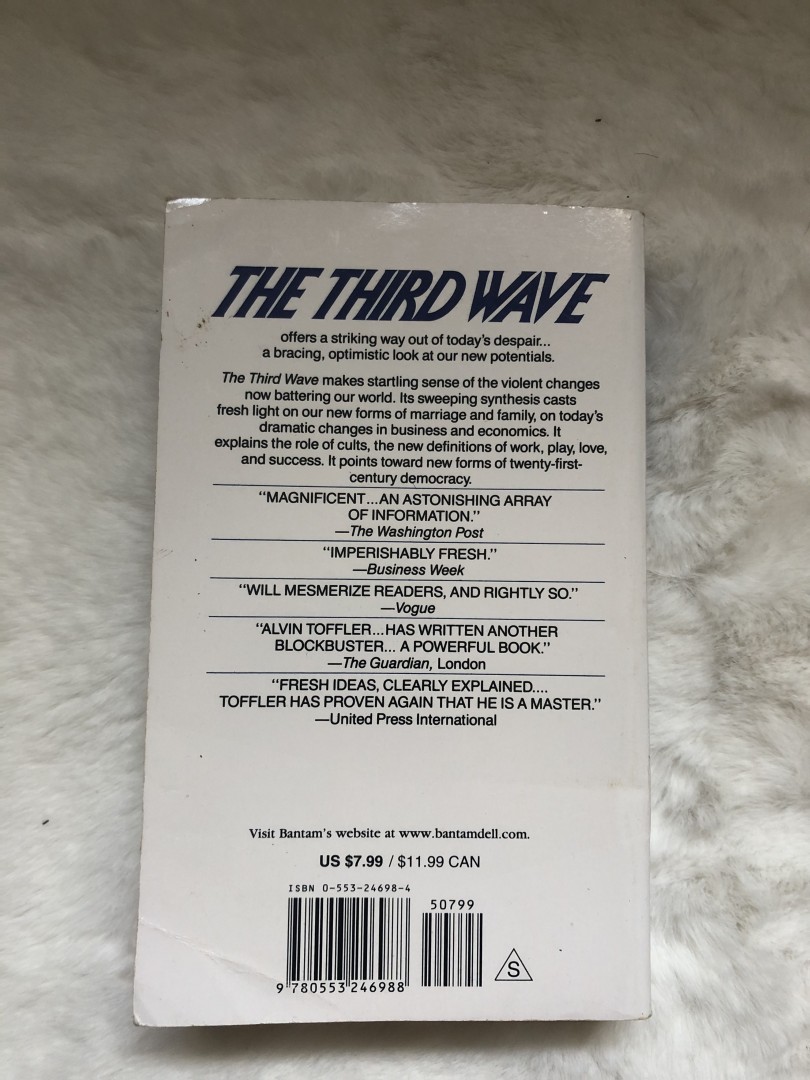 THE THIRD WAVE
offers a striking way out of today's despair...
a bracing, optimistic look at our new potentials.
The Third Wave makes startling sense of the violent changes
now battering our world. Its sweeping synthesis casts
fresh light on our new forms of marriage and family, on today's
dramatic changes in business and economics. It
explains the role of cults, the new definitions of work, play, love,
and success. It points toward new forms of twenty-first-
century democracy.
"MAGNIFICENT...AN ASTONISHING ARRAY
OF INFORMATION."
—The Washington Post
"IMPERISHABLY FRESH."
—Business Week
"WILL MESMERIZE READERS, AND RIGHTLY SO."
—Vogue
"ALVIN TOFFLER...HAS WRITTEN ANOTHER
BLOCKBUSTER... A POWERFUL BOOK."
—The Guardian, London
"FRESH IDEAS, CLEARLY EXPLAINED....
TOFFLER HAS PROVEN AGAIN THAT HE IS A MASTER."
—United Press International
Visit Bantam's website at www.bantamdell.com.
US $7.99 / $11.99 CAN
ISBN 0-553-24698-4
50799
9 780553 246988
S